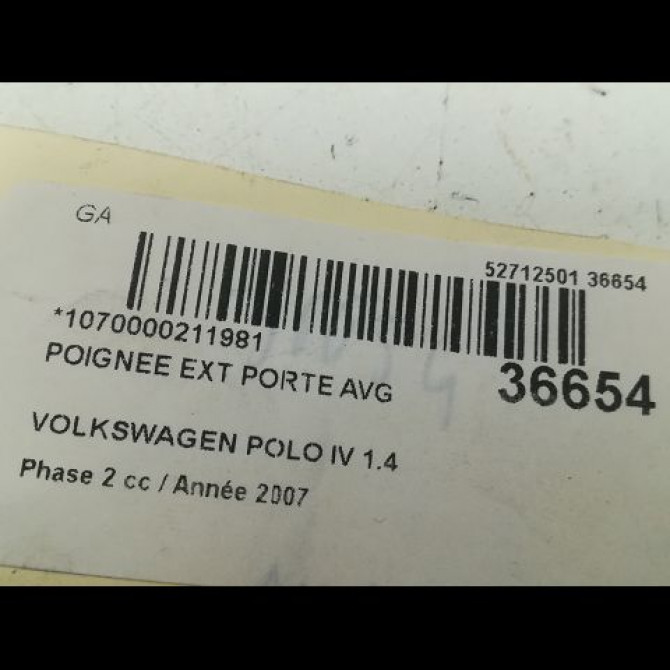 GA
52712501 36654
*1070000211981
36654
POIGNEE EXT PORTE AVG
VOLKSWAGEN POLO IV 1.4
Phase 2 cc / Année 2007